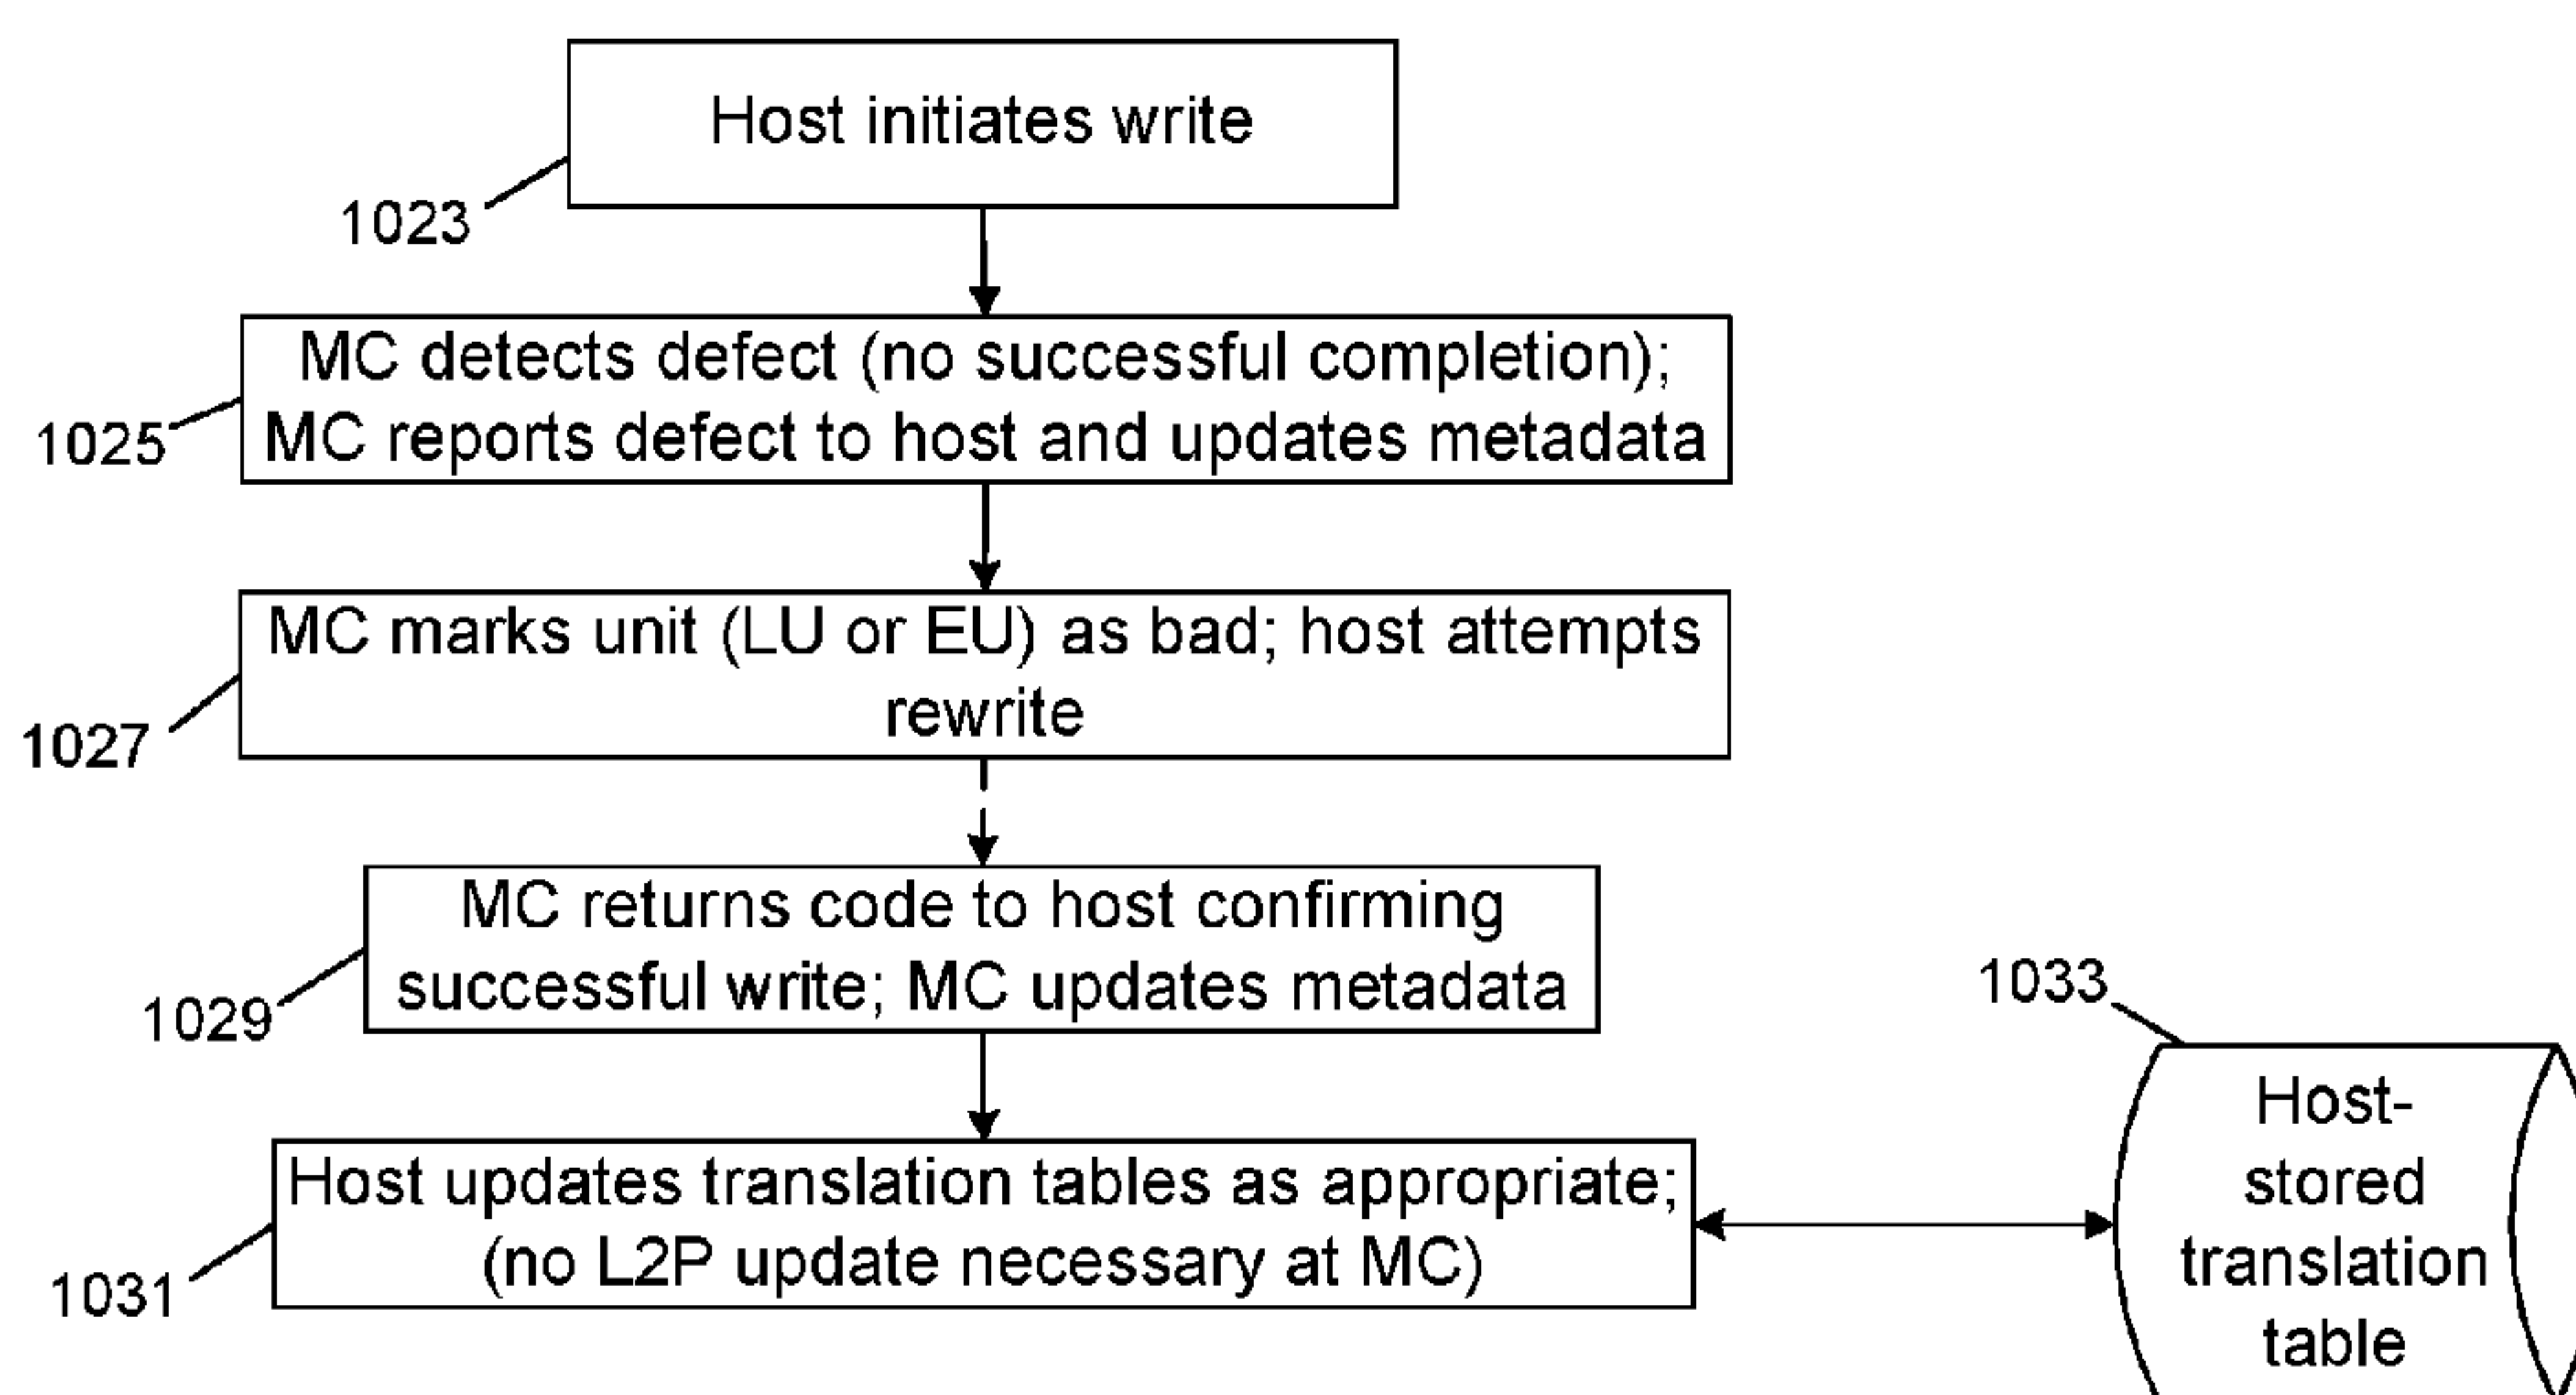 Host initiates write
1023
MC detects defect (no successful completion);
MC reports defect to host and updates metadata
1025
MC marks unit (LU or EU) as bad; host attempts
rewrite
1027
MC returns code to host confirming
successful write; MC updates metadata
1029
1033
Host updates translation tables as appropriate;
(no L2P update necessary at MC)
1031
Host-
stored
translation
table